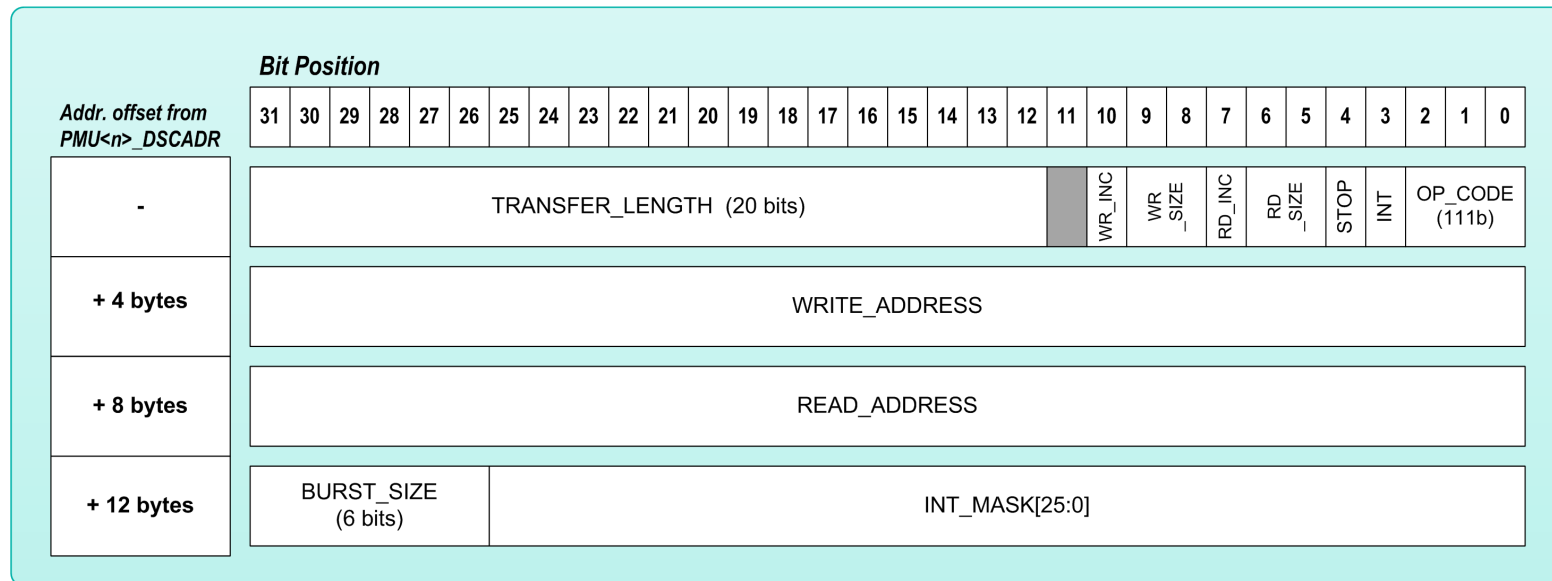 Bit Position
Addr. offset from
PMU<n>_DSCADR
31 30 29 28 27 26 25 24 23 22 21 20 19 18 17 16 15 14 13 12 11 10 9 8 7 6 5 4 3 2 1 0
-
TRANSFER_LENGTH (20 bits)
WR_INC
WR
_SIZE
RD_INC
RD
_SIZE
STOP
INT
OP_CODE
(111b)
+ 4 bytes
WRITE_ADDRESS
+ 8 bytes
READ_ADDRESS
+ 12 bytes
BURST_SIZE
(6 bits)
INT_MASK[25:0]